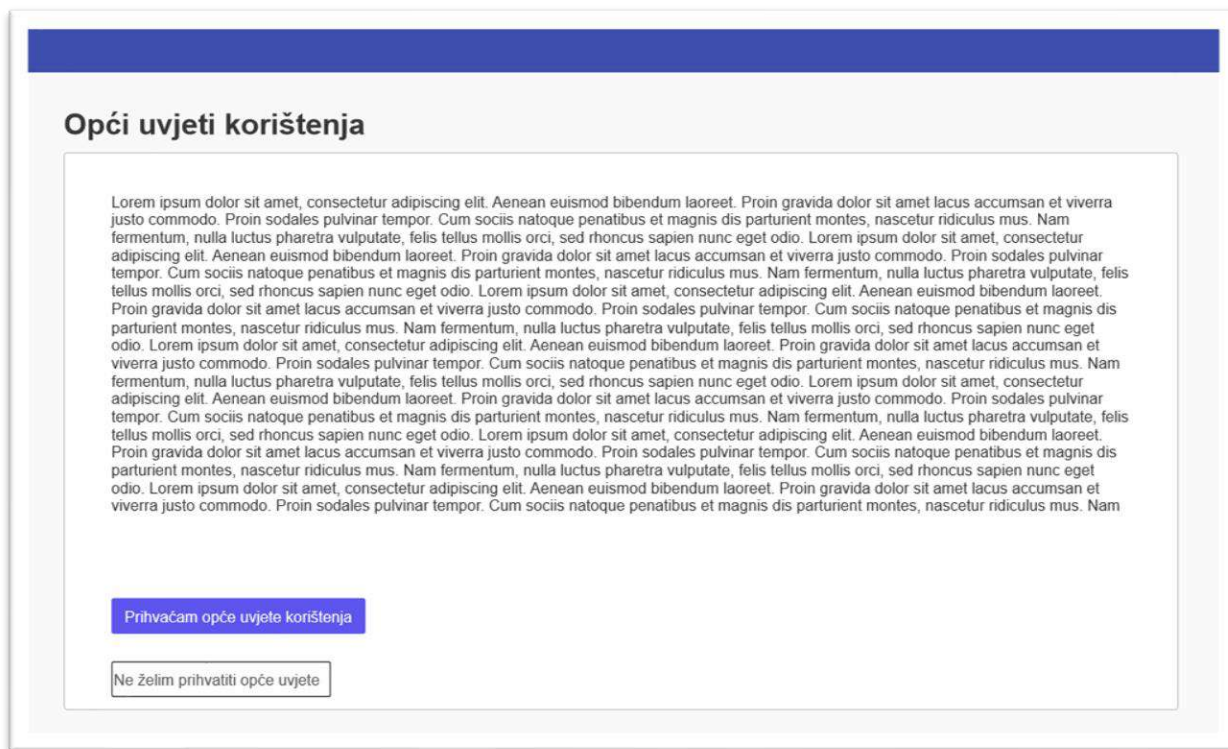 Opći uvjeti korištenja
Lorem ipsum dolor sit amet, consectetur adipiscing elit. Aenean euismod bibendum laoreet. Proin gravida dolor sit amet lacus accumsan et viverra
justo commodo. Proin sodales pulvinar tempor. Cum sociis natoque penatibus et magnis dis parturient montes, nascetur ridiculus mus. Nam
fermentum, nulla luctus pharetra vulputate, felis tellus mollis orci, sed rhoncus sapien nunc eget odio. Lorem ipsum dolor sit amet, consectetur
adipiscing elit. Aenean euismod bibendum laoreet. Proin gravida dolor sit amet lacus accumsan et viverra justo commodo. Proin sodales pulvinar
tempor. Cum sociis natoque penatibus et magnis dis parturient montes, nascetur ridiculus mus. Nam fermentum, nulla luctus pharetra vulputate, felis
tellus mollis orci, sed rhoncus sapien nunc eget odio. Lorem ipsum dolor sit amet, consectetur adipiscing elit. Aenean euismod bibendum laoreet.
Proin gravida dolor sit amet lacus accumsan et viverra justo commodo. Proin sodales pulvinar tempor. Cum sociis natoque penatibus et magnis dis
parturient montes, nascetur ridiculus mus. Nam fermentum, nulla luctus pharetra vulputate, felis tellus mollis orci, sed rhoncus sapien nunc eget
odio. Lorem ipsum dolor sit amet, consectetur adipiscing elit. Aenean euismod bibendum laoreet. Proin gravida dolor sit amet lacus accumsan et
viverra justo commodo. Proin sodales pulvinar tempor. Cum sociis natoque penatibus et magnis dis parturient montes, nascetur ridiculus mus. Nam
fermentum, nulla luctus pharetra vulputate, felis tellus mollis orci, sed rhoncus sapien nunc eget odio. Lorem ipsum dolor sit amet, consectetur
adipiscing elit. Aenean euismod bibendum laoreet. Proin gravida dolor sit amet lacus accumsan et viverra justo commodo. Proin sodales pulvinar
tempor. Cum sociis natoque penatibus et magnis dis parturient montes, nascetur ridiculus mus. Nam fermentum, nulla luctus pharetra vulputate, felis
tellus mollis orci, sed rhoncus sapien nunc eget odio. Lorem ipsum dolor sit amet, consectetur adipiscing elit. Aenean euismod bibendum laoreet.
Proin gravida dolor sit amet lacus accumsan et viverra justo commodo. Proin sodales pulvinar tempor. Cum sociis natoque penatibus et magnis dis
parturient montes, nascetur ridiculus mus. Nam fermentum, nulla luctus pharetra vulputate, felis tellus mollis orci, sed rhoncus sapien nunc eget
odio. Lorem ipsum dolor sit amet, consectetur adipiscing elit. Aenean euismod bibendum laoreet. Proin gravida dolor sit amet lacus accumsan et
viverra justo commodo. Proin sodales pulvinar tempor. Cum sociis natoque penatibus et magnis dis parturient montes, nascetur ridiculus mus. Nam
Prihvaćam opće uvjete korištenja
Ne želim prihvatiti opće uvjete